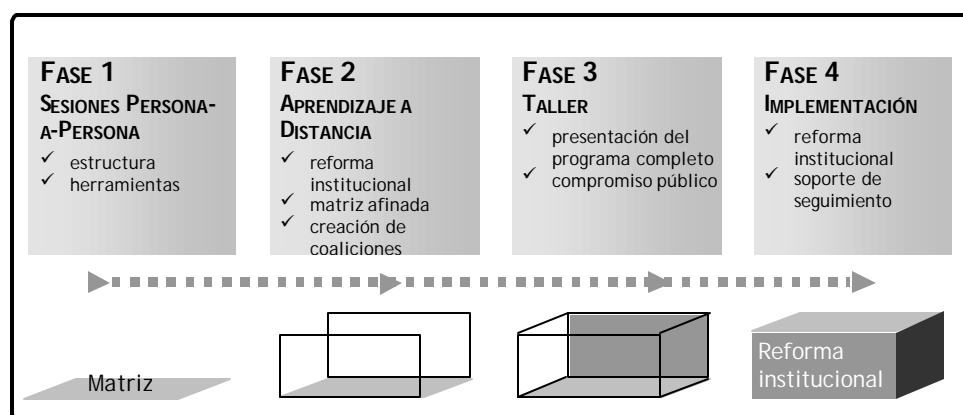 FASE 1
SESIONES PERSONA-
A-PERSONA
✓ estructura
✓ herramientas
FASE 2
APRENDIZAJE A
DISTANCIA
✓ reforma
institucional
✓ matriz afinada
✓ creación de
coaliciones
FASE 3
TALLER
✓ presentación del
programa completo
✓ compromiso público
FASE 4
IMPLEMENTACIÓN
✓ reforma
institucional
✓ soporte de
seguimiento
Matriz
Reforma
institucional